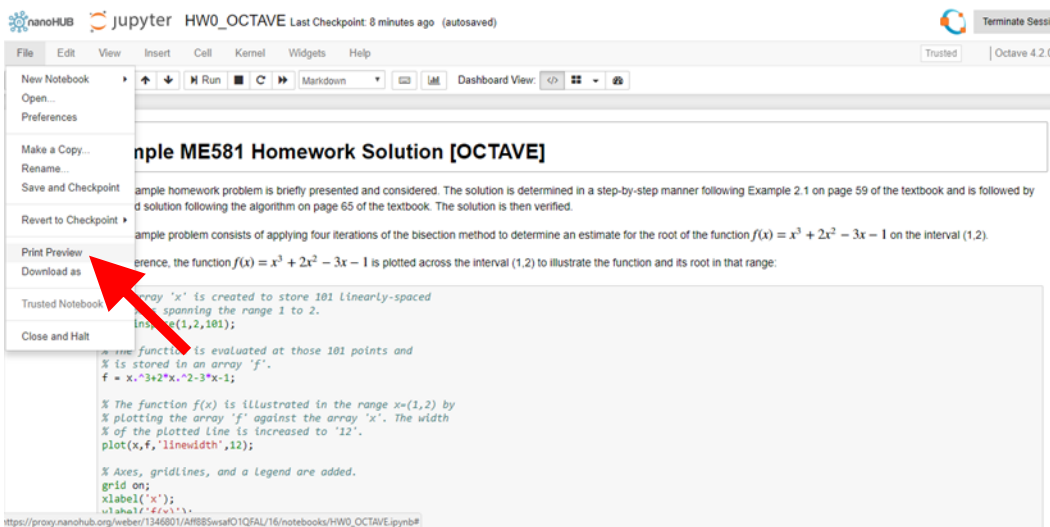 nanoHUB jupyter HW0_OCTAVE Last Checkpoint: 8 minutes ago (autosaved) Terminate Sessi
File Edit View Insert Cell Kernel Widgets Help Trusted Octave 4.2.0
Run Markdown Dashboard View:
New Notebook
Open...
Preferences
Make a Copy...
Rename...
Save and Checkpoint
Revert to Checkpoint
Print Preview
Download as
Trusted Notebook
Close and Halt
mple ME581 Homework Solution [OCTAVE]
ample homework problem is briefly presented and considered. The solution is determined in a step-by-step manner following Example 2.1 on page 59 of the textbook and is followed by
d solution following the algorithm on page 65 of the textbook. The solution is then verified.
ample problem consists of applying four iterations of the bisection method to determine an estimate for the root of the function f(x) = x³ + 2x² − 3x − 1 on the interval (1,2).
erence, the function f(x) = x³ + 2x² − 3x − 1 is plotted across the interval (1,2) to illustrate the function and its root in that range:
rray 'x' is created to store 101 linearly-spaced
spanning the range 1 to 2.
(1,2,101);
% The function is evaluated at those 101 points and
% is stored in an array 'f'.
f = x.^3+2*x.^2-3*x-1;
% The function f(x) is illustrated in the range x=(1,2) by
% plotting the array 'f' against the array 'x'. The width
% of the plotted line is increased to '12'.
plot(x,f,'linewidth',12);
% Axes, gridlines, and a legend are added.
grid on;
xlabel('x');
ylabel('f(x)');
https://proxy.nanohub.org/weber/1346801/Aff88SwsafO1QFAL/16/notebooks/HW0_OCTAVE.ipynb#